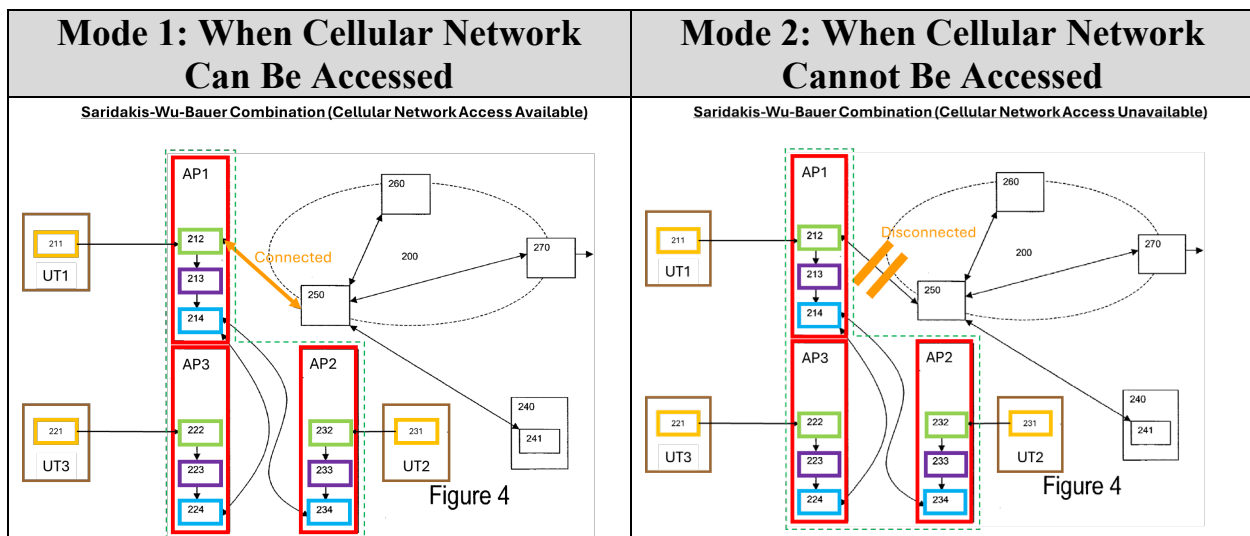 Mode 1: When Cellular Network
Can Be Accessed
Mode 2: When Cellular Network
Cannot Be Accessed
Saridakis-Wu-Bauer Combination (Cellular Network Access Available)
AP1
260
211
212
Connected
200
270
UT1
213
250
214
AP3
AP2
240
241
221
222
232
231
UT3
223
233
UT2
224
234
Figure 4
Saridakis-Wu-Bauer Combination (Cellular Network Access Unavailable)
AP1
260
211
212
Disconnected
200
270
UT1
213
250
214
AP3
AP2
240
241
221
222
232
231
UT3
223
233
UT2
224
234
Figure 4